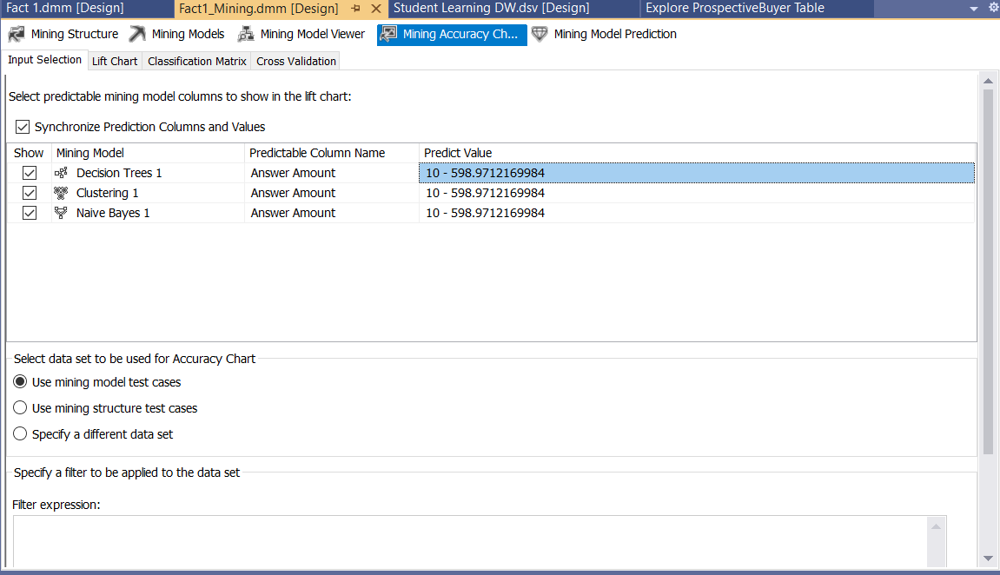 Fact 1.dmm [Design] Fact1_Mining.dmm [Design] Student Learning DW.dsv [Design] Explore ProspectiveBuyer Table
Mining Structure Mining Models Mining Model Viewer Mining Accuracy Ch... Mining Model Prediction
Input Selection Lift Chart Classification Matrix Cross Validation
Select predictable mining model columns to show in the lift chart:
Synchronize Prediction Columns and Values
Show Mining Model Predictable Column Name Predict Value
Decision Trees 1 Answer Amount 10 - 598.9712169984
Clustering 1 Answer Amount 10 - 598.9712169984
Naive Bayes 1 Answer Amount 10 - 598.9712169984
Select data set to be used for Accuracy Chart
Use mining model test cases
Use mining structure test cases
Specify a different data set
Specify a filter to be applied to the data set
Filter expression: